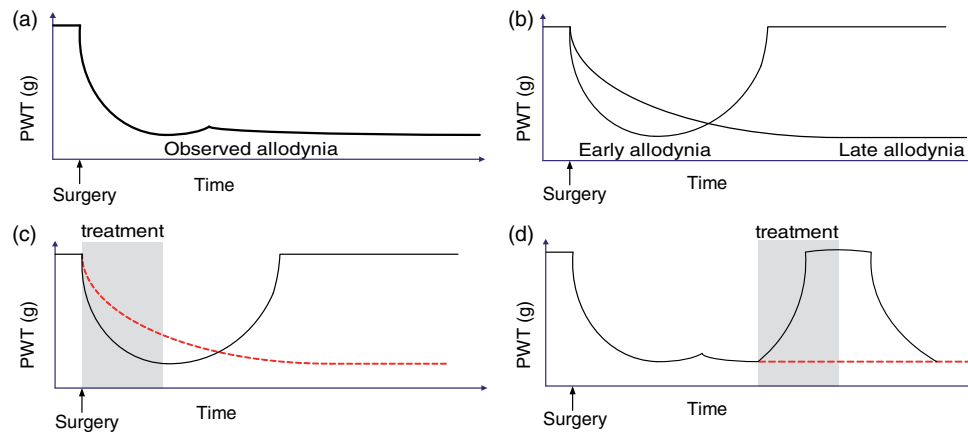 (a)
PWT (g)
Observed allodynia
Time
Surgery
(b)
PWT (g)
Early allodynia
Late allodynia
Time
Surgery
(c)
treatment
PWT (g)
Time
Surgery
(d)
treatment
PWT (g)
Time
Surgery